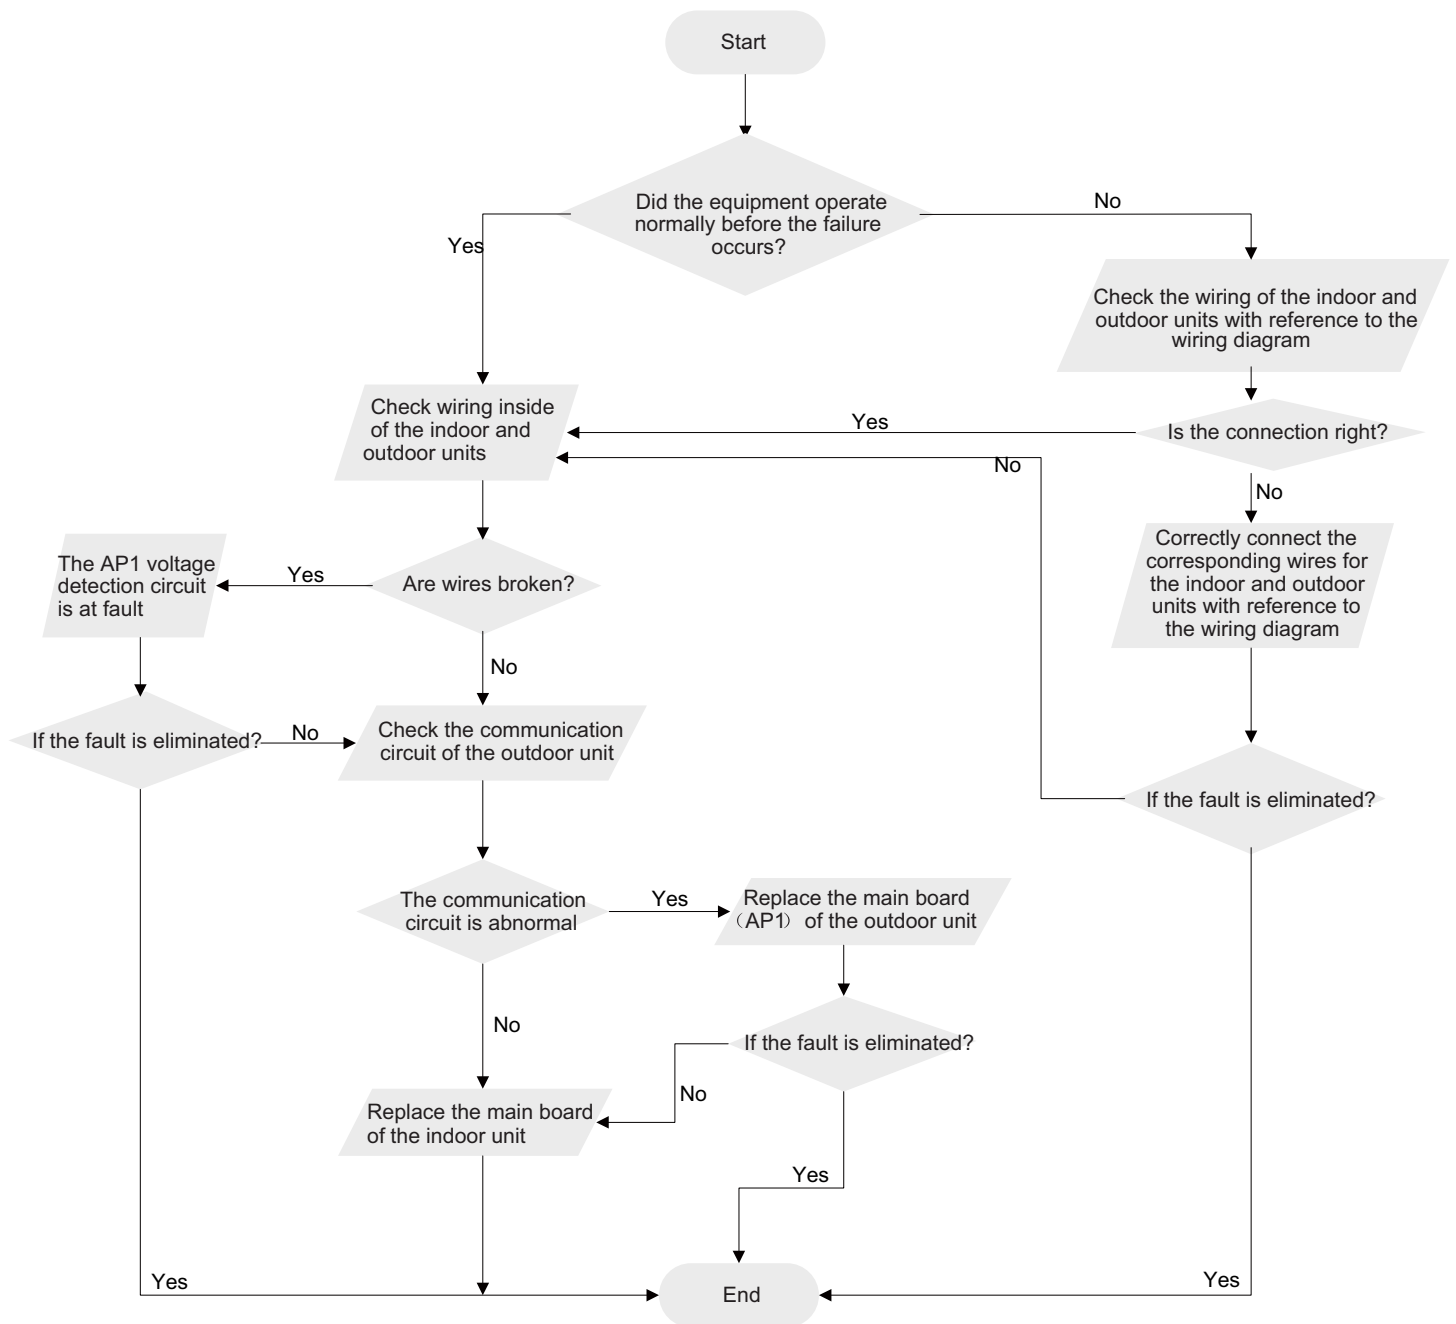 Start
Did the equipment operate
normally before the failure
occurs?
Yes
No
Check the wiring of the indoor and
outdoor units with reference to the
wiring diagram
Check wiring inside
of the indoor and
outdoor units
Yes
Is the connection right?
No
No
Correctly connect the
corresponding wires for
the indoor and outdoor
units with reference to
the wiring diagram
The AP1 voltage
detection circuit
is at fault
Yes
Are wires broken?
No
If the fault is eliminated?
No
Check the communication
circuit of the outdoor unit
If the fault is eliminated?
The communication
circuit is abnormal
Yes
Replace the main board
（AP1） of the outdoor unit
No
If the fault is eliminated?
No
Replace the main board
of the indoor unit
Yes
Yes
End
Yes